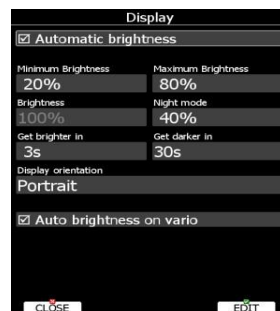 Display
Automatic brightness
Minimum Brightness Maximum Brightness
20% 80%
Brightness Night mode
100% 40%
Get brighter in Get darker in
3s 30s
Display orientation
Portrait
Auto brightness on vario
CLOSE EDIT